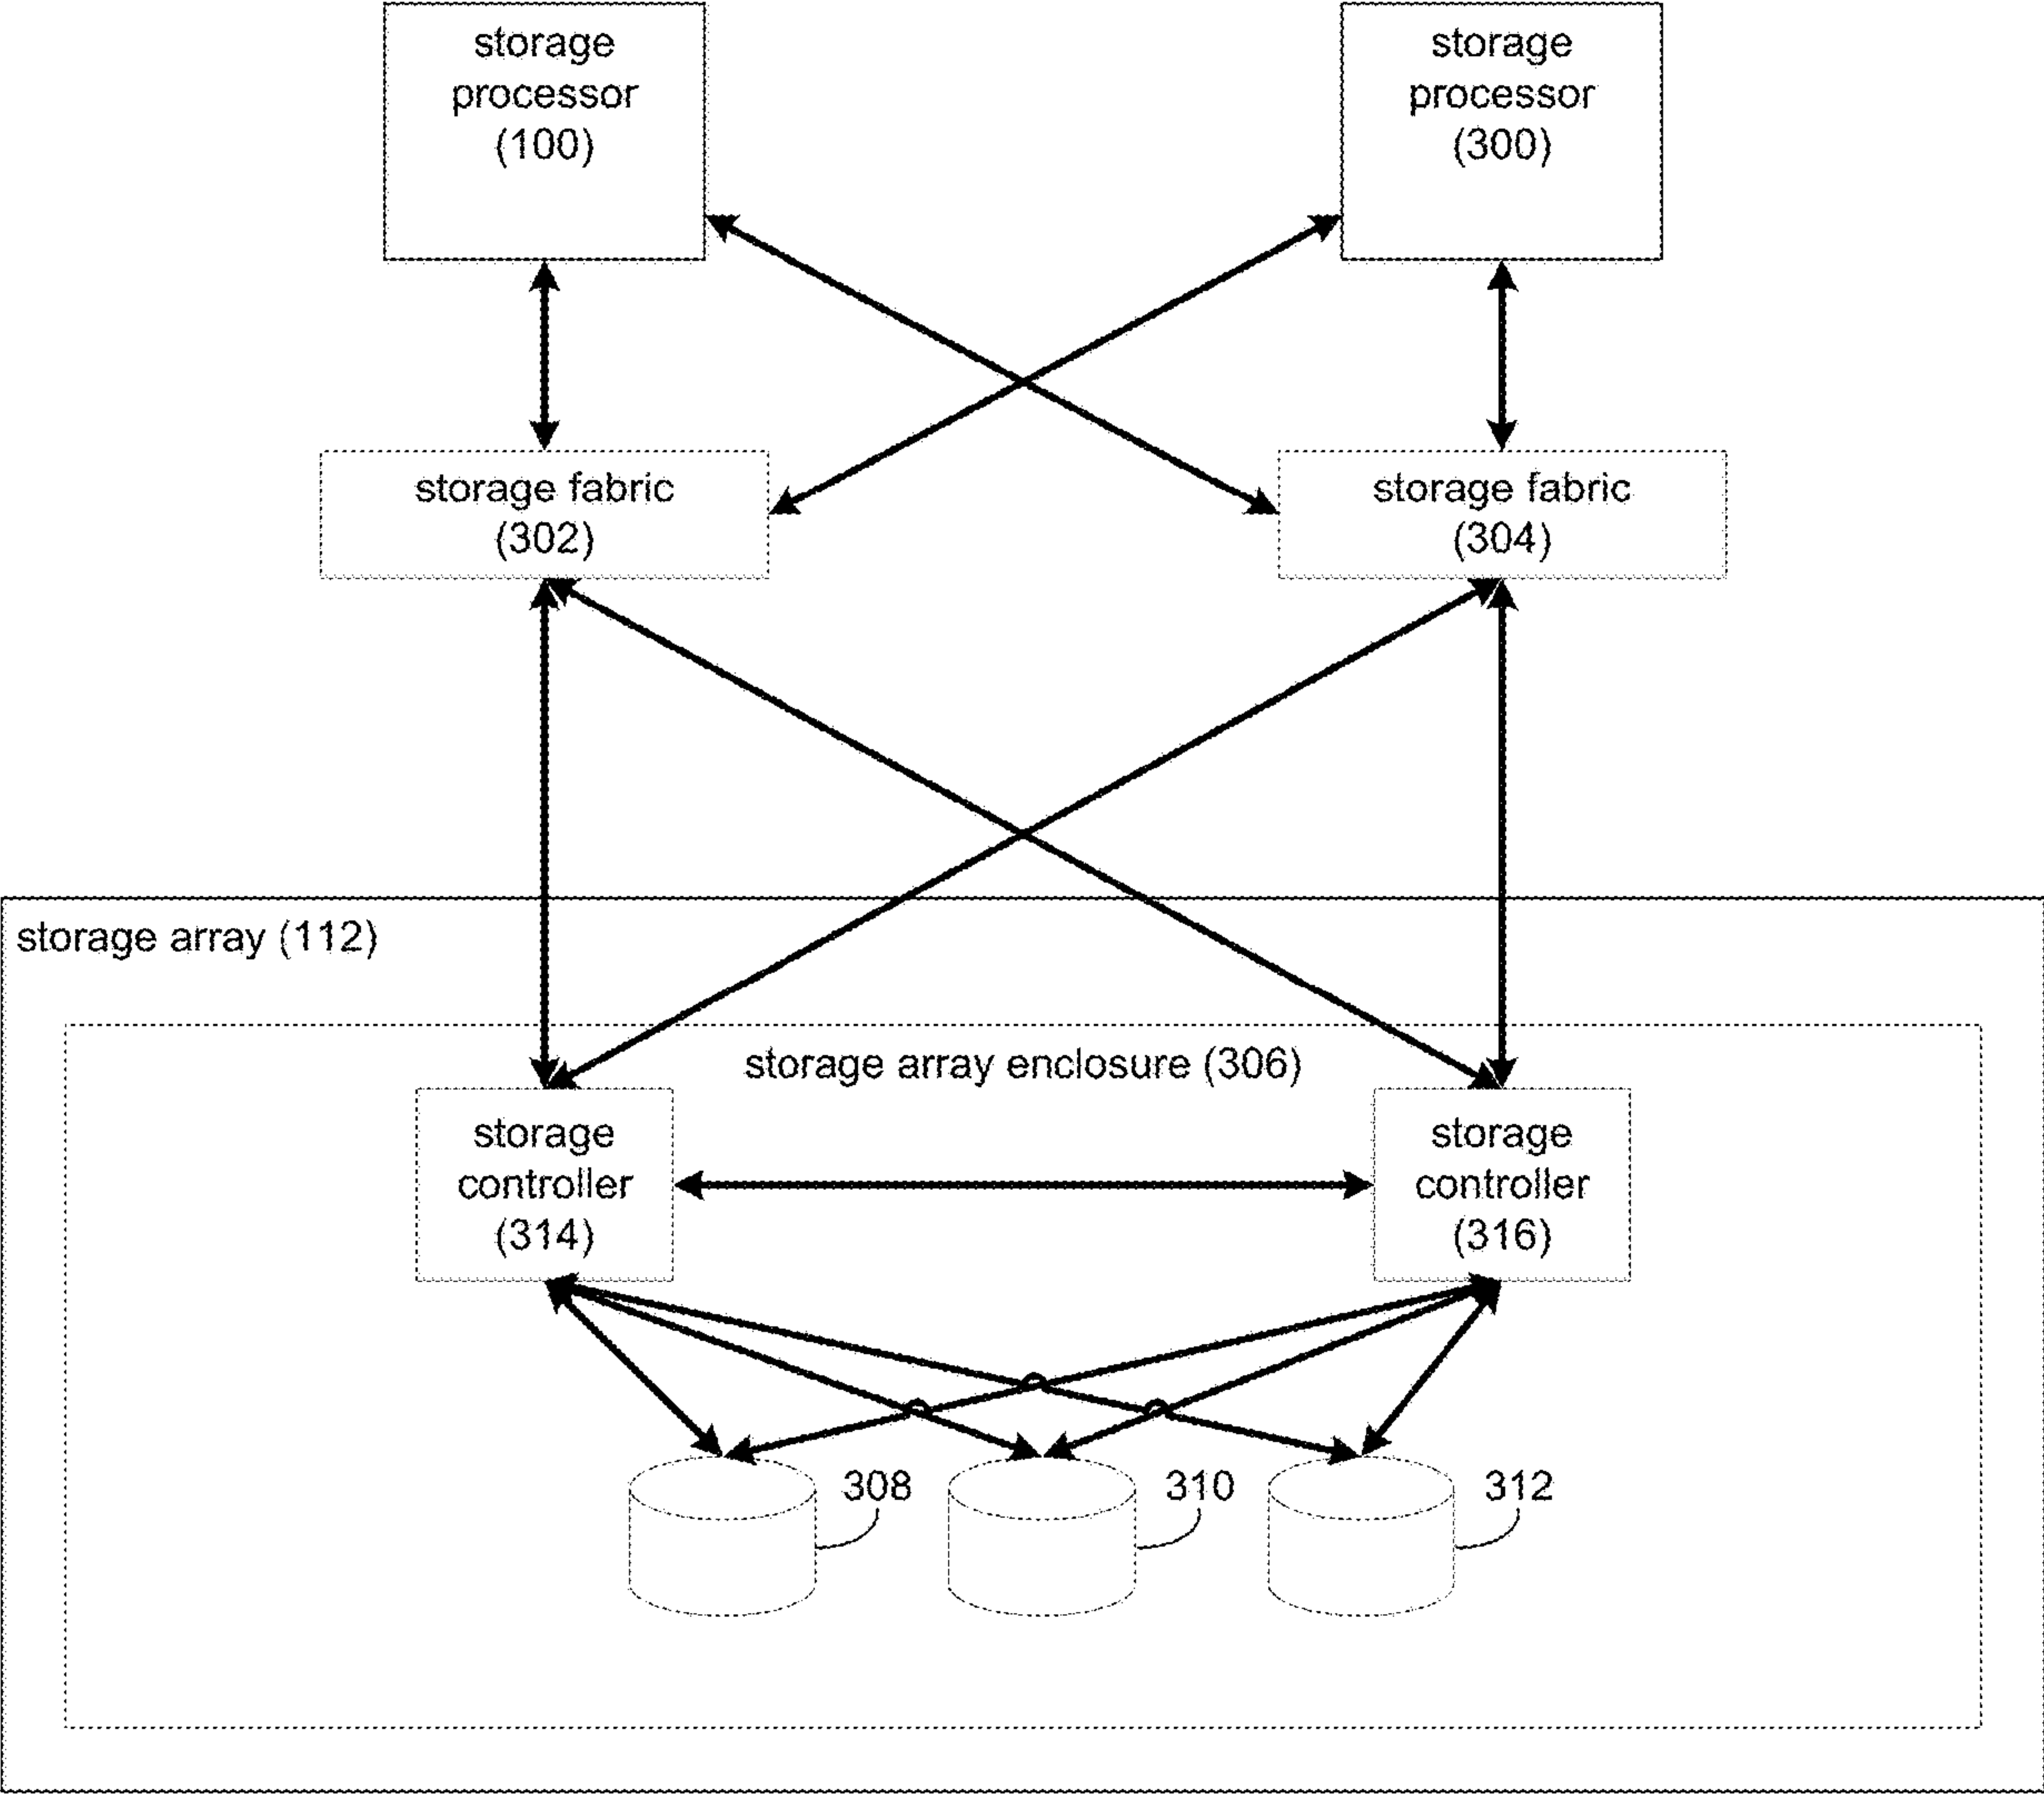 storage
processor
(100)
storage
processor
(300)
storage fabric
(302)
storage fabric
(304)
storage array (112)
storage array enclosure (306)
storage
controller
(314)
storage
controller
(316)
308
310
312